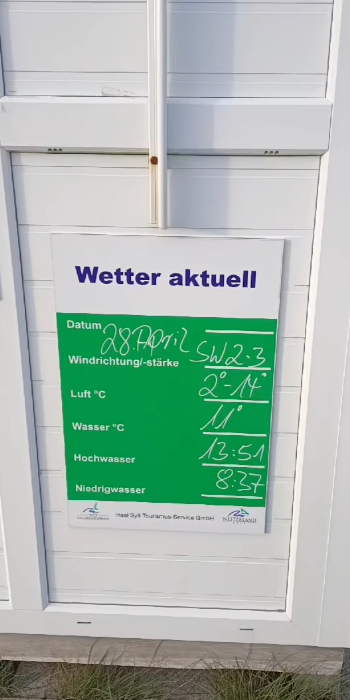 Wetter aktuell
Datum 28. April
Windrichtung/-stärke SW 2-3
Luft °C 2°-14°
Wasser °C 11°
Hochwasser 13:51
Niedrigwasser 8:37
Insel Sylt Tourismus-Service GmbH
WESTERLAND